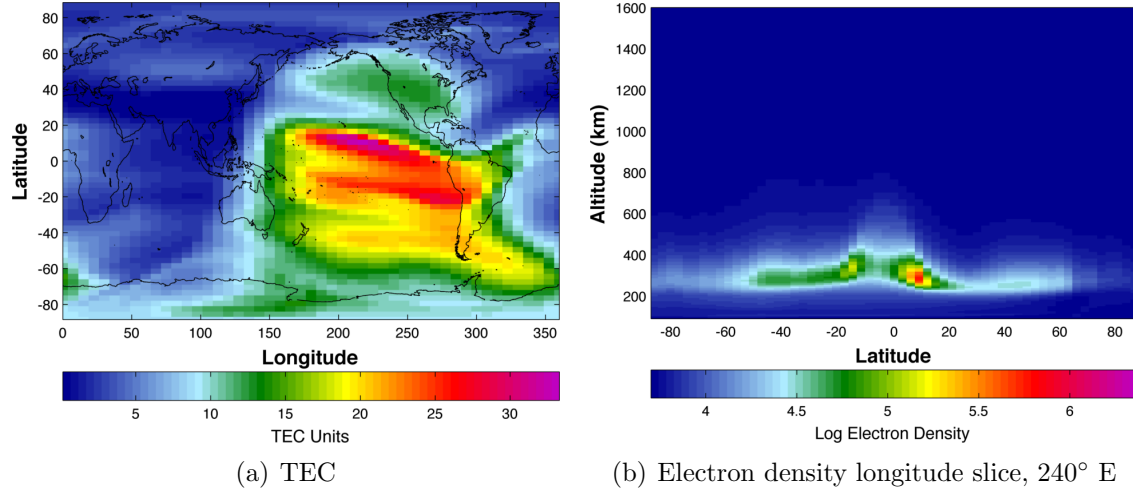 80
60
40
20
0
-20
-40
-60
-80
Latitude
0 50 100 150 200 250 300 350
Longitude
5 10 15 20 25 30
TEC Units
(a) TEC
1600
1400
1200
1000
800
600
400
200
Altitude (km)
-80 -60 -40 -20 0 20 40 60 80
Latitude
4 4.5 5 5.5 6
Log Electron Density
(b) Electron density longitude slice, 240° E